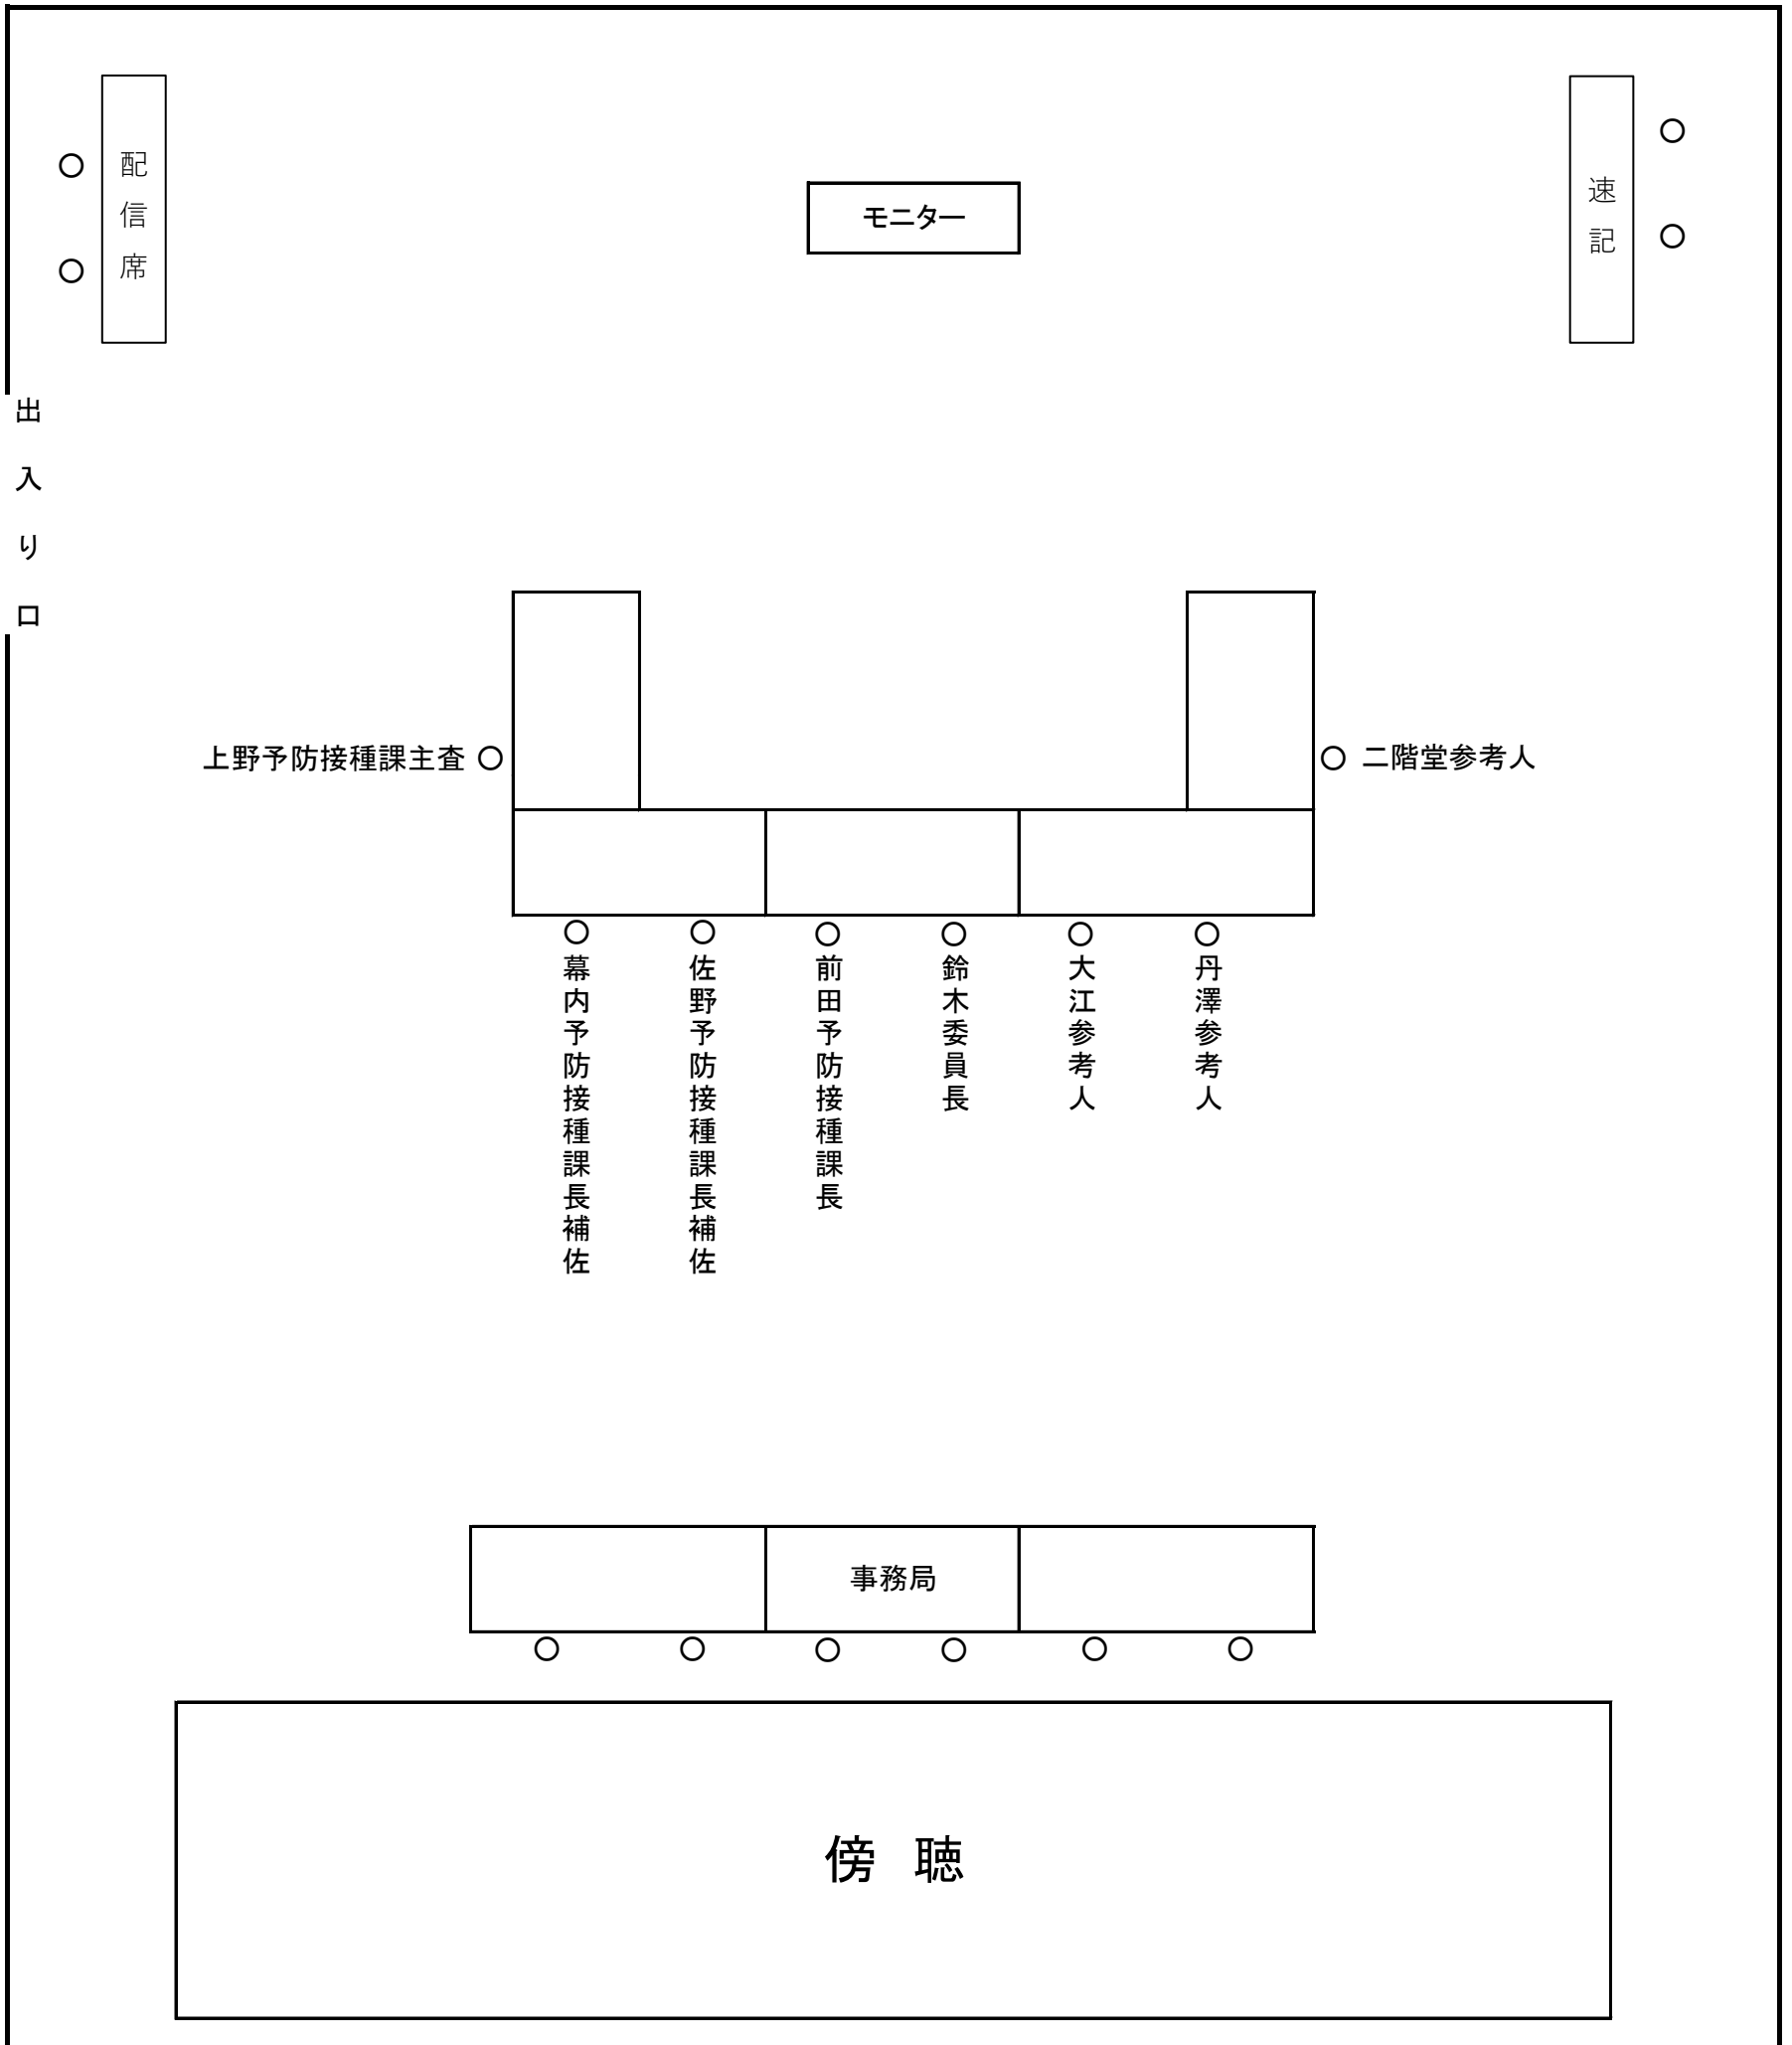 配信席
モニター
速記
出入り口
上野予防接種課主査
二階堂参考人
幕内予防接種課長補佐
佐野予防接種課長補佐
前田予防接種課長
鈴木委員長
大江参考人
丹澤参考人
事務局
傍 聴